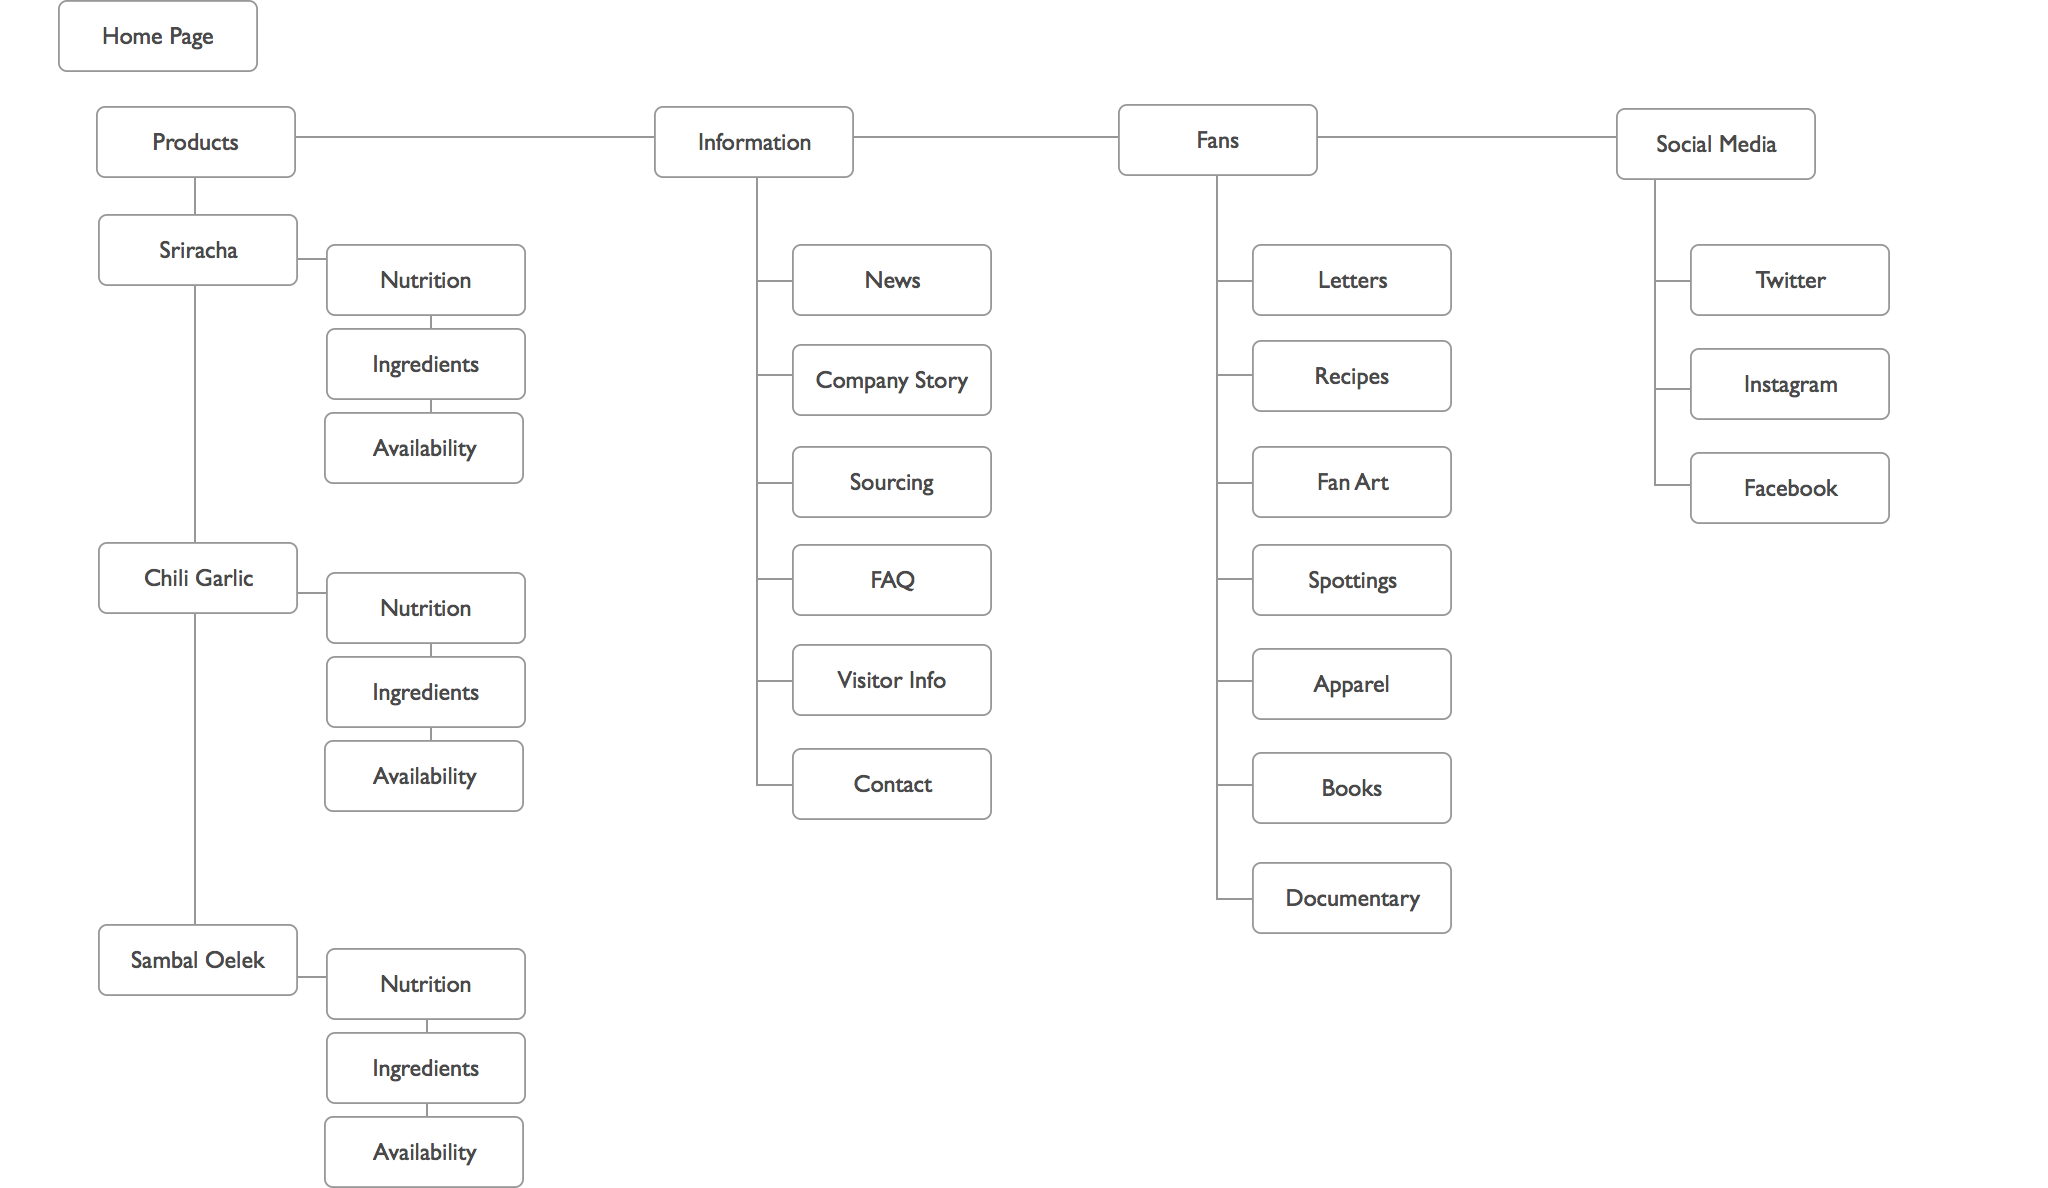 Home Page
Products
Information
Fans
Social Media
Sriracha
Nutrition
Ingredients
Availability
Chili Garlic
Nutrition
Ingredients
Availability
Sambal Oelek
Nutrition
Ingredients
Availability
News
Company Story
Sourcing
FAQ
Visitor Info
Contact
Letters
Recipes
Fan Art
Spottings
Apparel
Books
Documentary
Twitter
Instagram
Facebook